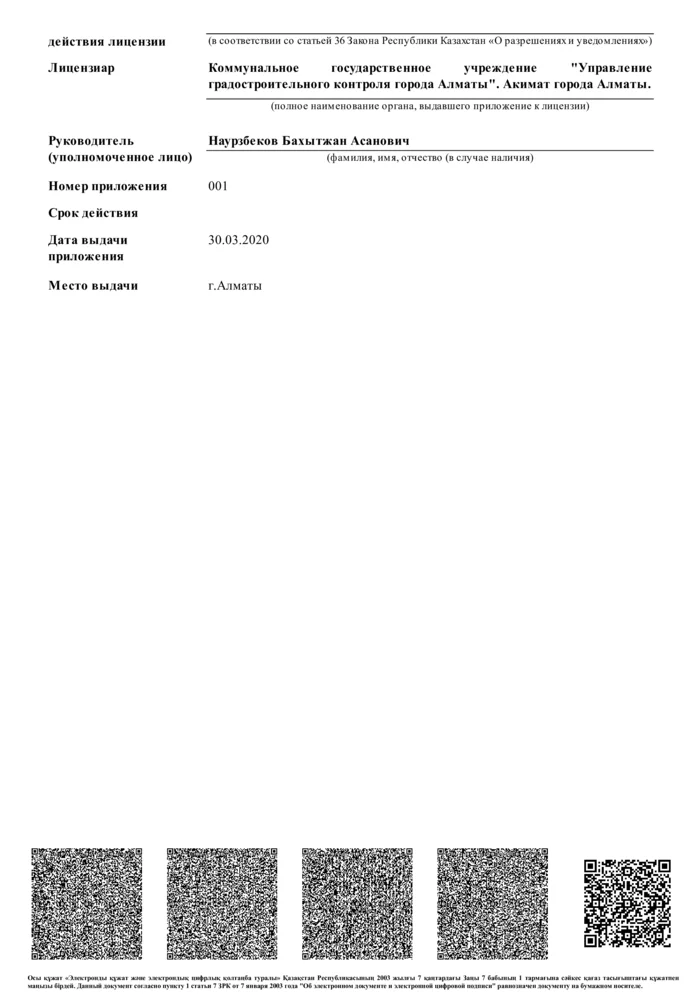 действия лицензии
(в соответствии со статьей 36 Закона Республики Казахстан «О разрешениях и уведомлениях»)
Лицензиар
Коммунальное государственное учреждение "Управление
градостроительного контроля города Алматы". Акимат города Алматы.
(полное наименование органа, выдавшего приложение к лицензии)
Руководитель
(уполномоченное лицо)
Наурзбеков Бахытжан Асанович
(фамилия, имя, отчество (в случае наличия)
Номер приложения
001
Срок действия
Дата выдачи
приложения
30.03.2020
Место выдачи
г.Алматы
Осы құжат «Электронды құжат және электрондық цифрлық қолтаңба туралы» Қазақстан Республикасының 2003 жылғы 7 қаңтардағы Заңы 7 бабының 1 тармағына сәйкес қағаз тасығыштағы құжатпен
маңызы бірдей. Данный документ согласно пункту 1 статьи 7 ЗРК от 7 января 2003 года "Об электронном документе и электронной цифровой подписи" равнозначен документу на бумажном носителе.